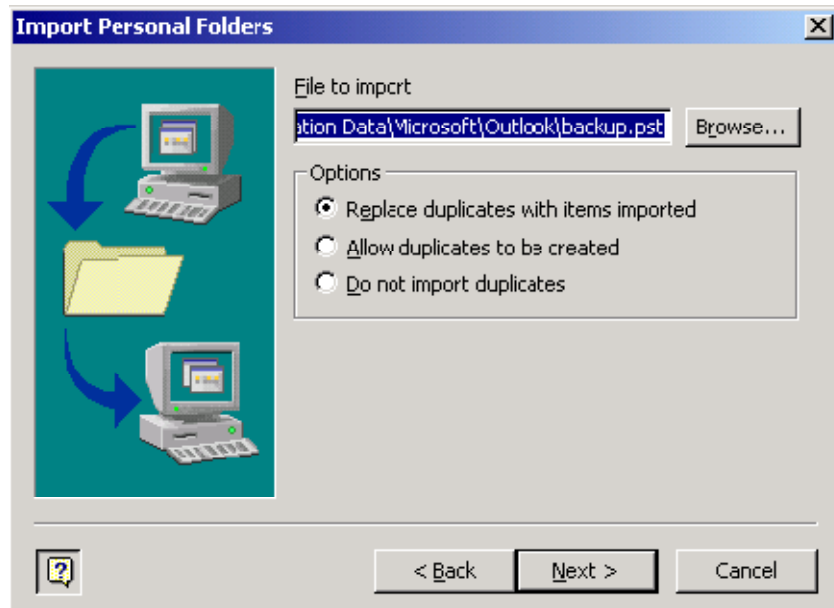 Import Personal Folders
File to import
ation Data\Microsoft\Outlook\backup.pst
Browse...
Options
Replace duplicates with items imported
Allow duplicates to be created
Do not import duplicates
< Back
Next >
Cancel